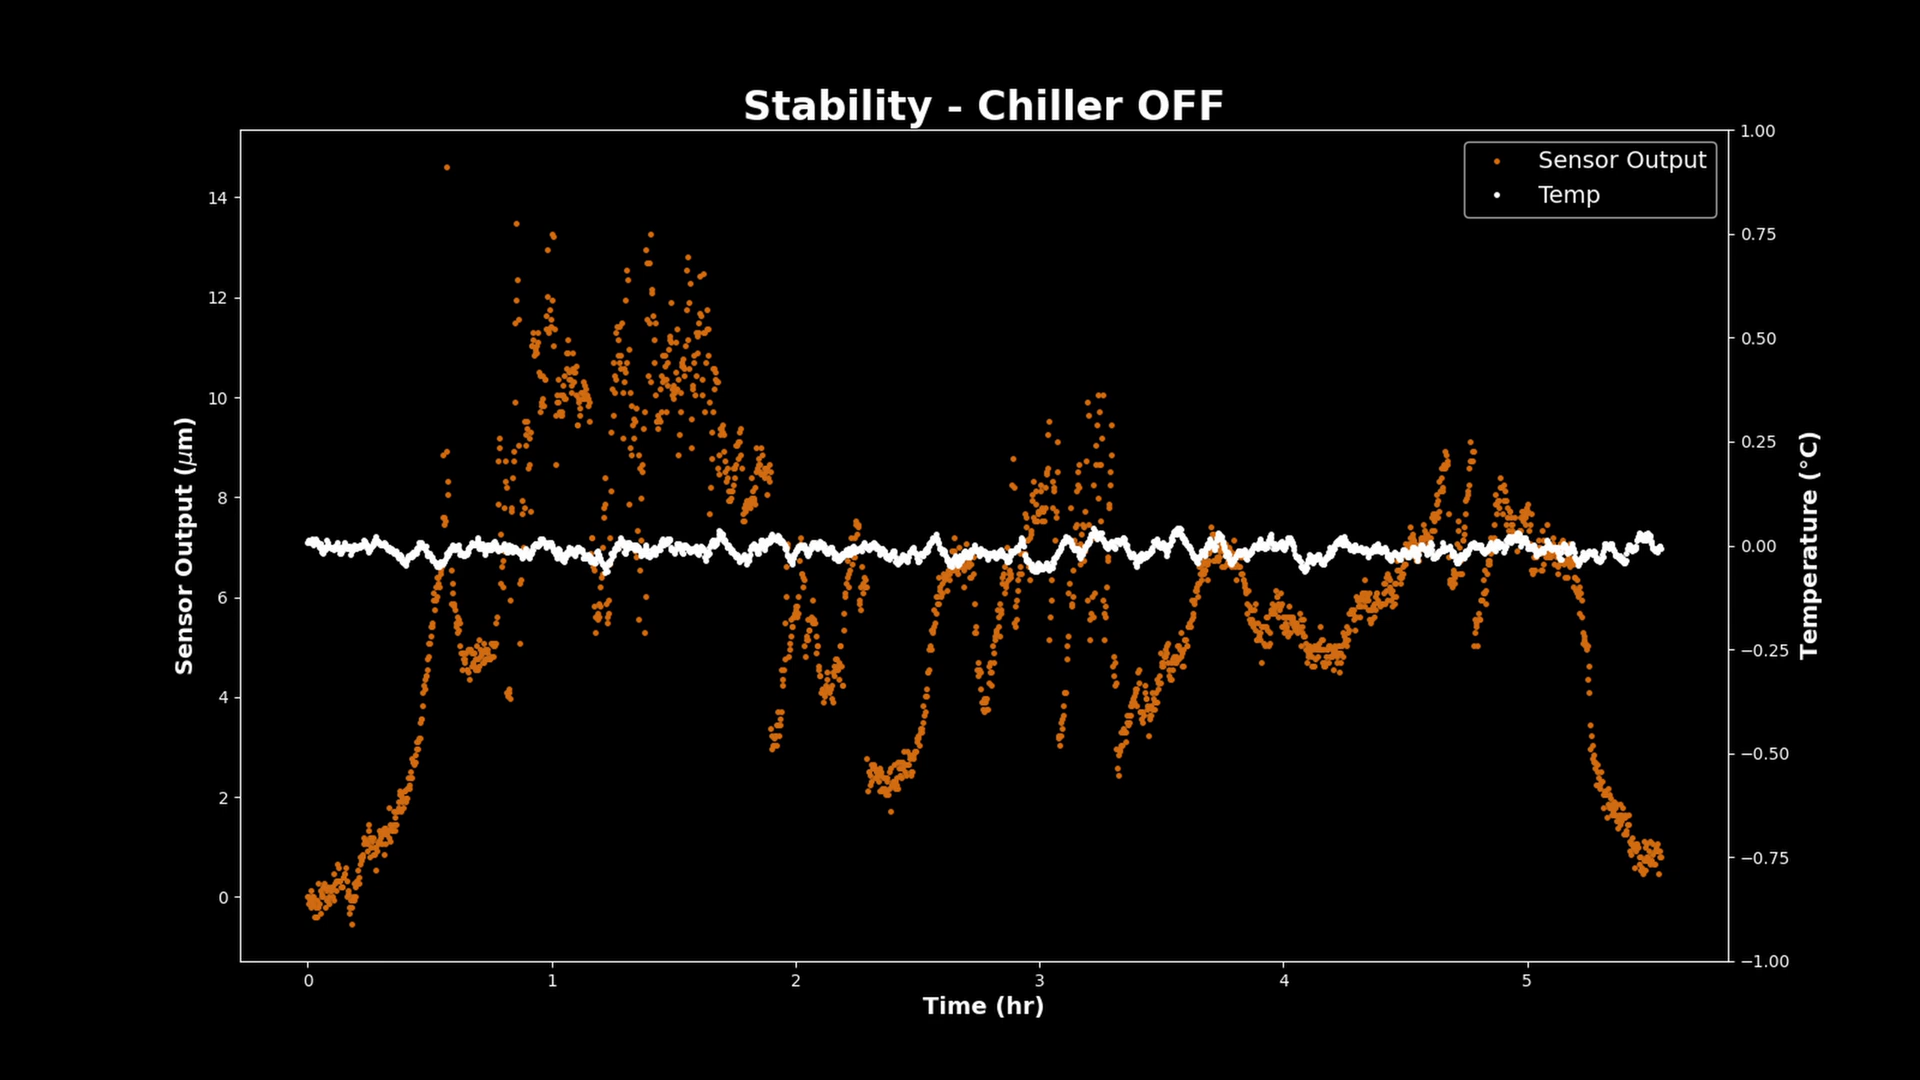 Stability - Chiller OFF
Sensor Output
Temp
14
12
10
8
6
4
2
0
Sensor Output (μm)
1.00
0.75
0.50
0.25
0.00
−0.25
−0.50
−0.75
−1.00
Temperature (°C)
0 1 2 3 4 5
Time (hr)